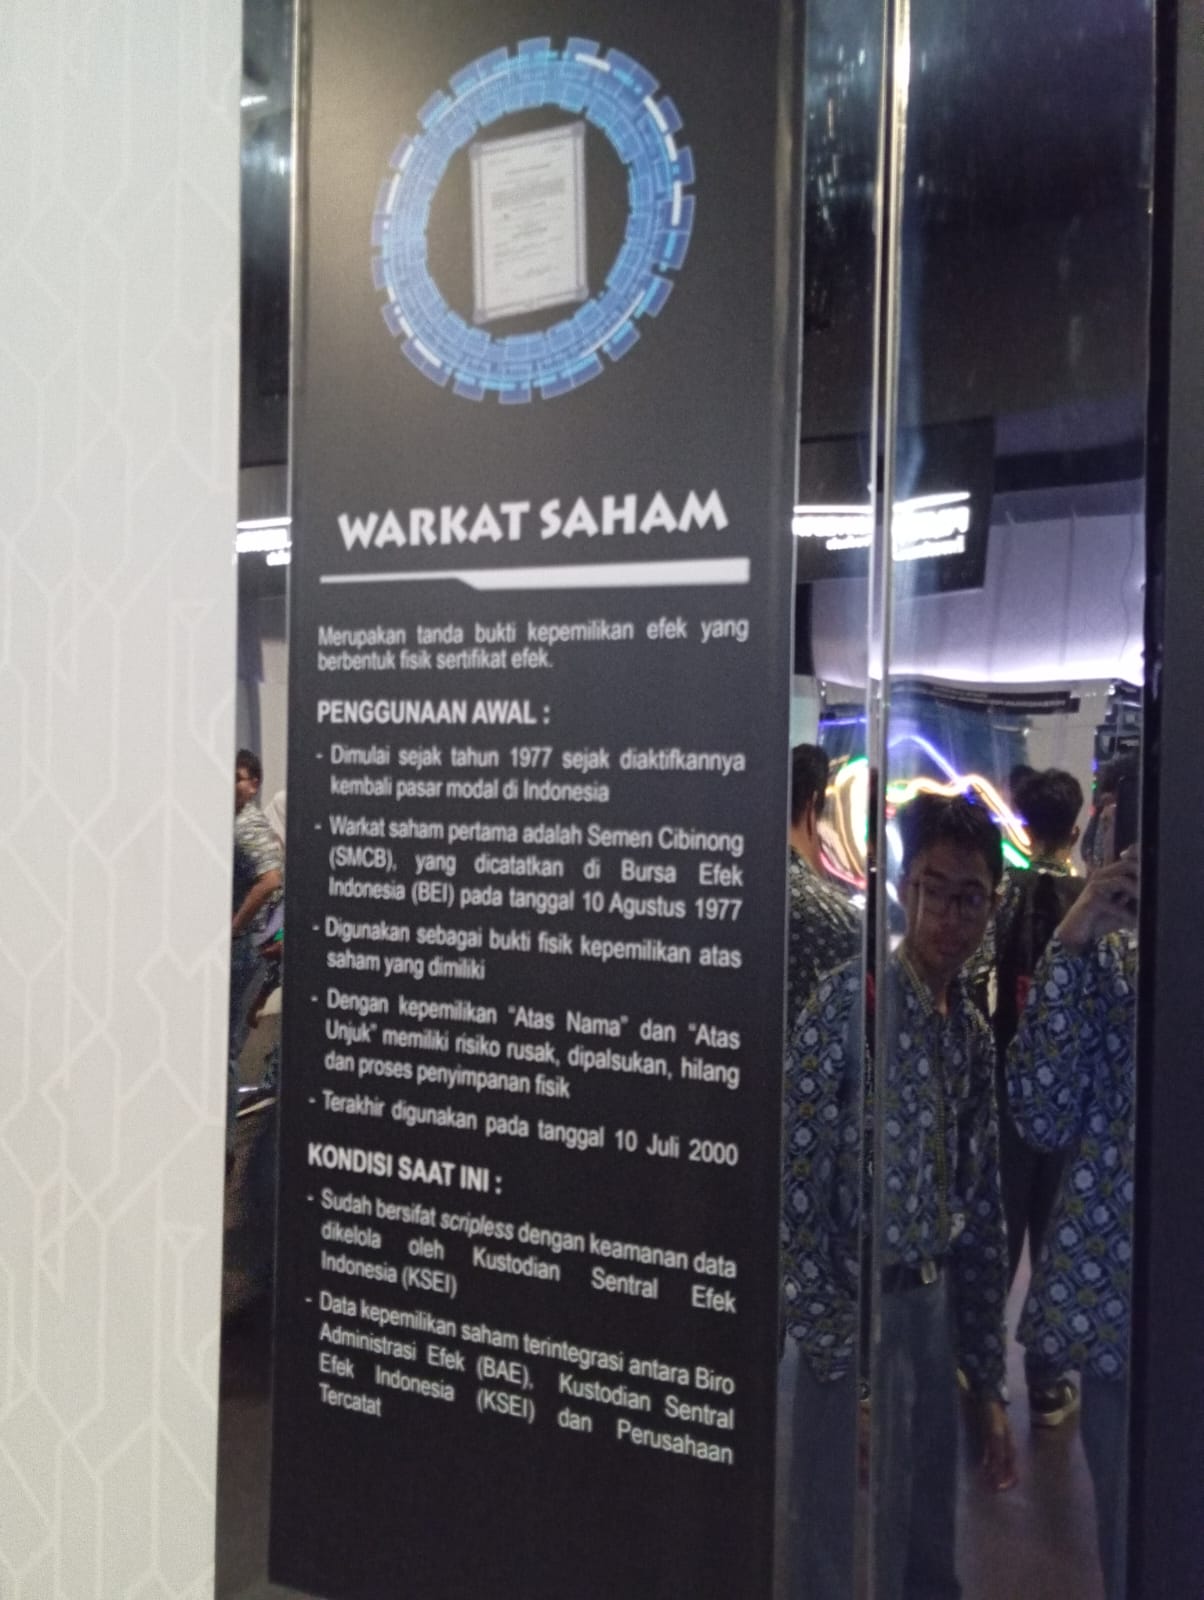 WARKAT SAHAM
Merupakan tanda bukti kepemilikan efek yang
berbentuk fisik sertifikat efek.
PENGGUNAAN AWAL :
- Dimulai sejak tahun 1977 sejak diaktifkannya
kembali pasar modal di Indonesia
- Warkat saham pertama adalah Semen Cibinong
(SMCB), yang dicatatkan di Bursa Efek
Indonesia (BEI) pada tanggal 10 Agustus 1977
- Digunakan sebagai bukti fisik kepemilikan atas
saham yang dimiliki
- Dengan kepemilikan "Atas Nama" dan "Atas
Unjuk" memiliki risiko rusak, dipalsukan, hilang
dan proses penyimpanan fisik
- Terakhir digunakan pada tanggal 10 Juli 2000
KONDISI SAAT INI :
- Sudah bersifat scripless dengan keamanan data
dikelola oleh Kustodian Sentral Efek
Indonesia (KSEI)
- Data kepemilikan saham terintegrasi antara Biro
Administrasi Efek (BAE), Kustodian Sentral
Efek Indonesia (KSEI) dan Perusahaan
Tercatat